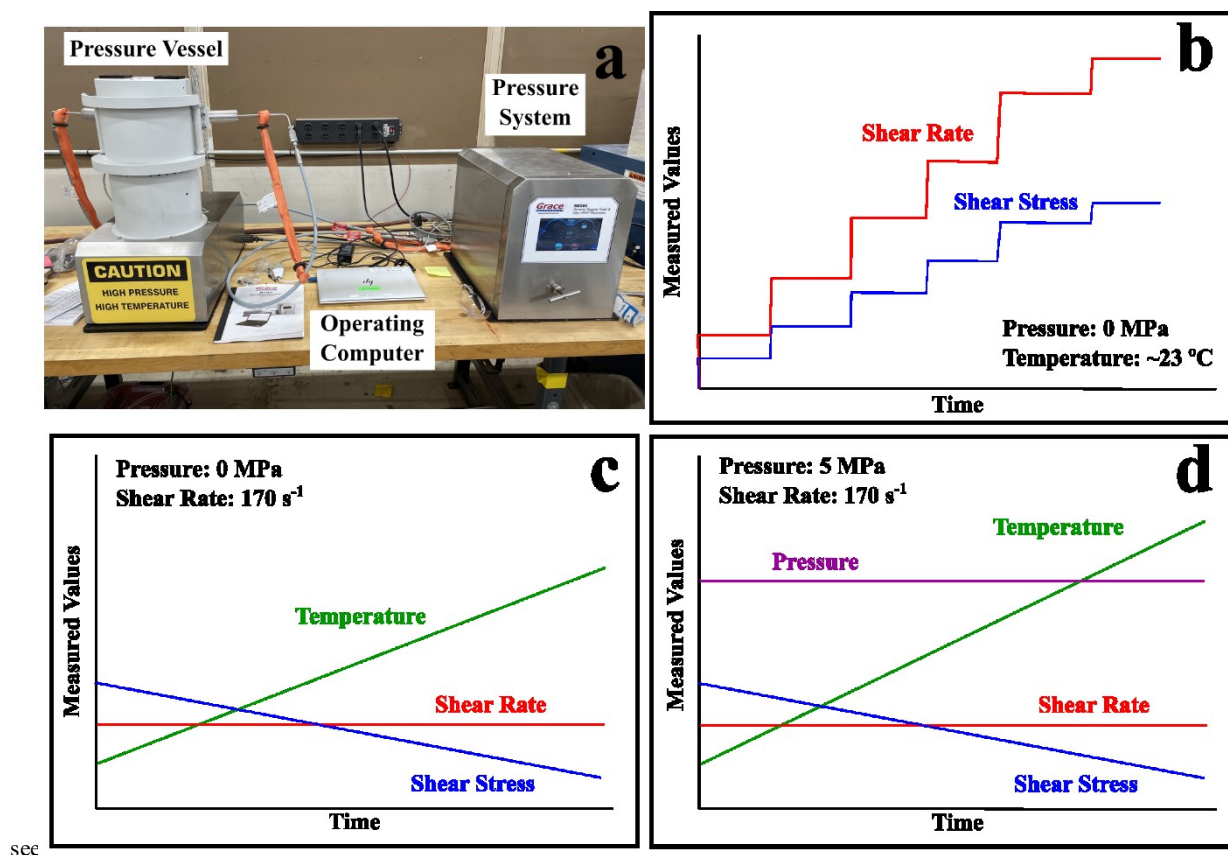 Pressure Vessel
a
Pressure
System
Grace
CAUTION
HIGH PRESSURE
HIGH TEMPERATURE
Operating
Computer
b
Shear Rate
Shear Stress
Measured Values
Pressure: 0 MPa
Temperature: ~23 ºC
Time
Pressure: 0 MPa
Shear Rate: 170 s⁻¹
c
Temperature
Measured Values
Shear Rate
Shear Stress
Time
Pressure: 5 MPa
Shear Rate: 170 s⁻¹
d
Temperature
Pressure
Measured Values
Shear Rate
Shear Stress
Time
see